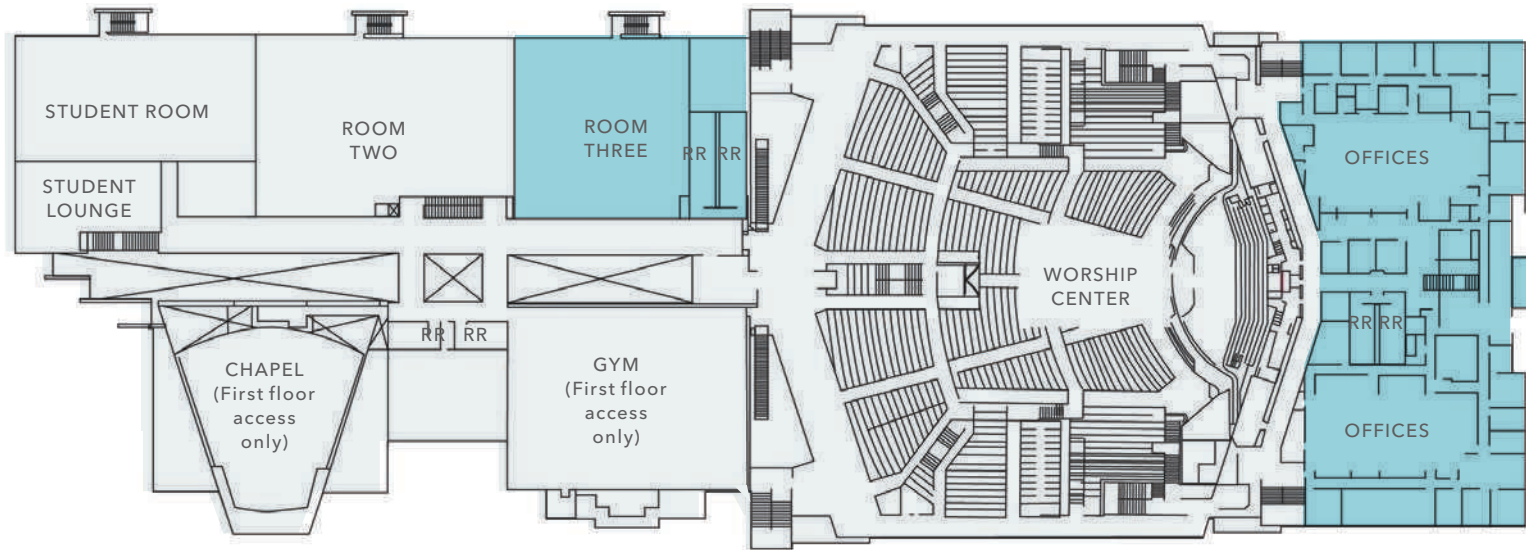 STUDENT ROOM
ROOM
TWO
ROOM
THREE
RR
RR
OFFICES
STUDENT
LOUNGE
WORSHIP
CENTER
RR
RR
RR
RR
CHAPEL
(First floor
access
only)
GYM
(First floor
access
only)
OFFICES